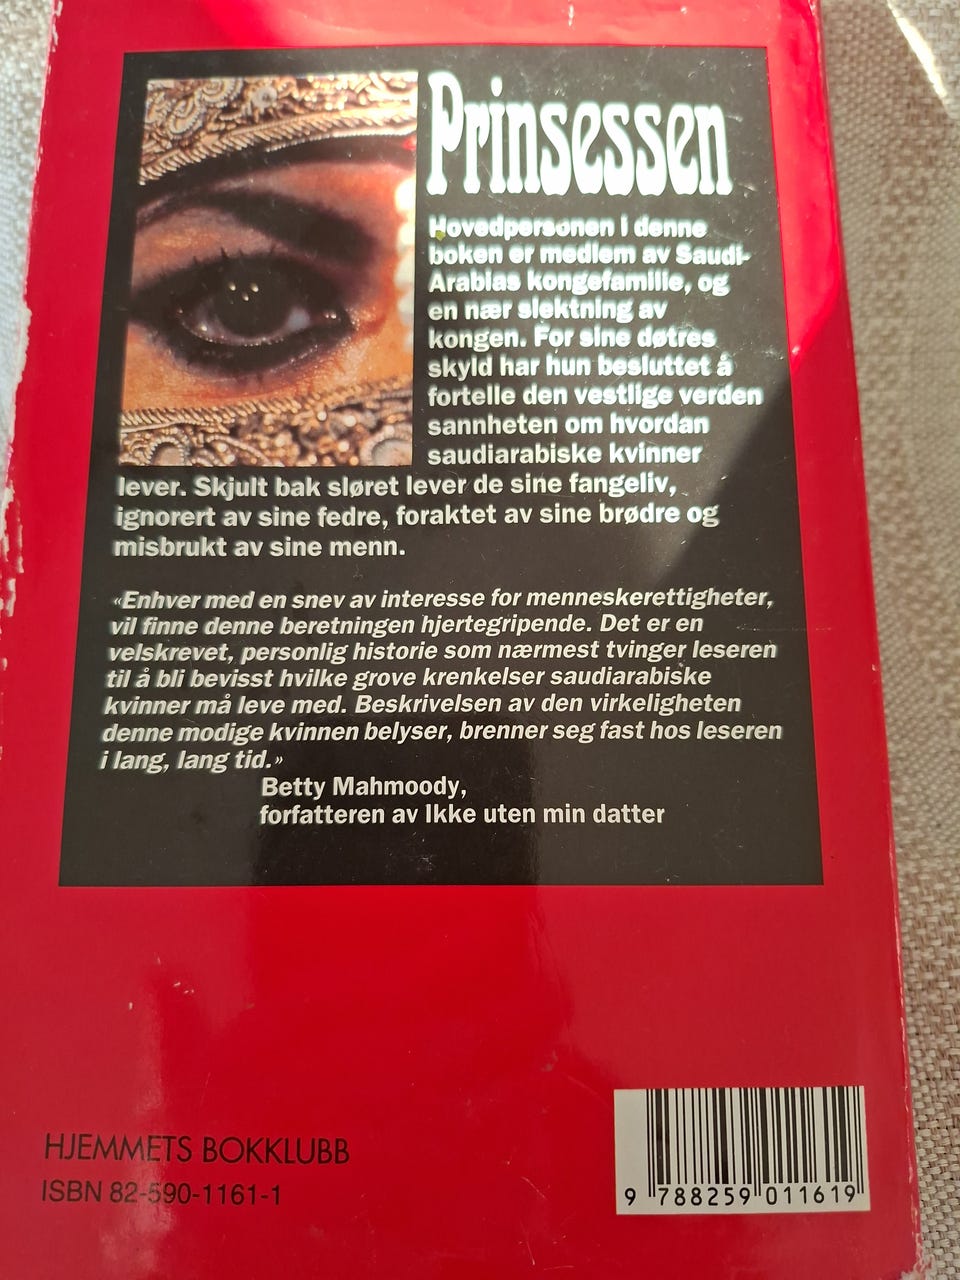 Prinsessen
Hovedpersonen i denne
boken er medlem av Saudi-
Arabias kongefamilie, og
en nær slektning av
kongen. For sine døtres
skyld har hun besluttet å
fortelle den vestlige verden
sannheten om hvordan
saudiarabiske kvinner
lever. Skjult bak sløret lever de sine fangeliv,
ignorert av sine fedre, foraktet av sine brødre og
misbrukt av sine menn.
«Enhver med en snev av interesse for menneskerettigheter,
vil finne denne beretningen hjertegripende. Det er en
velskrevet, personlig historie som nærmest tvinger leseren
til å bli bevisst hvilke grove krenkelser saudiarabiske
kvinner må leve med. Beskrivelsen av den virkeligheten
denne modige kvinnen belyser, brenner seg fast hos leseren
i lang, lang tid.»
Betty Mahmoody,
forfatteren av Ikke uten min datter
HJEMMETS BOKKLUBB
ISBN 82-590-1161-1
9 788259 011619